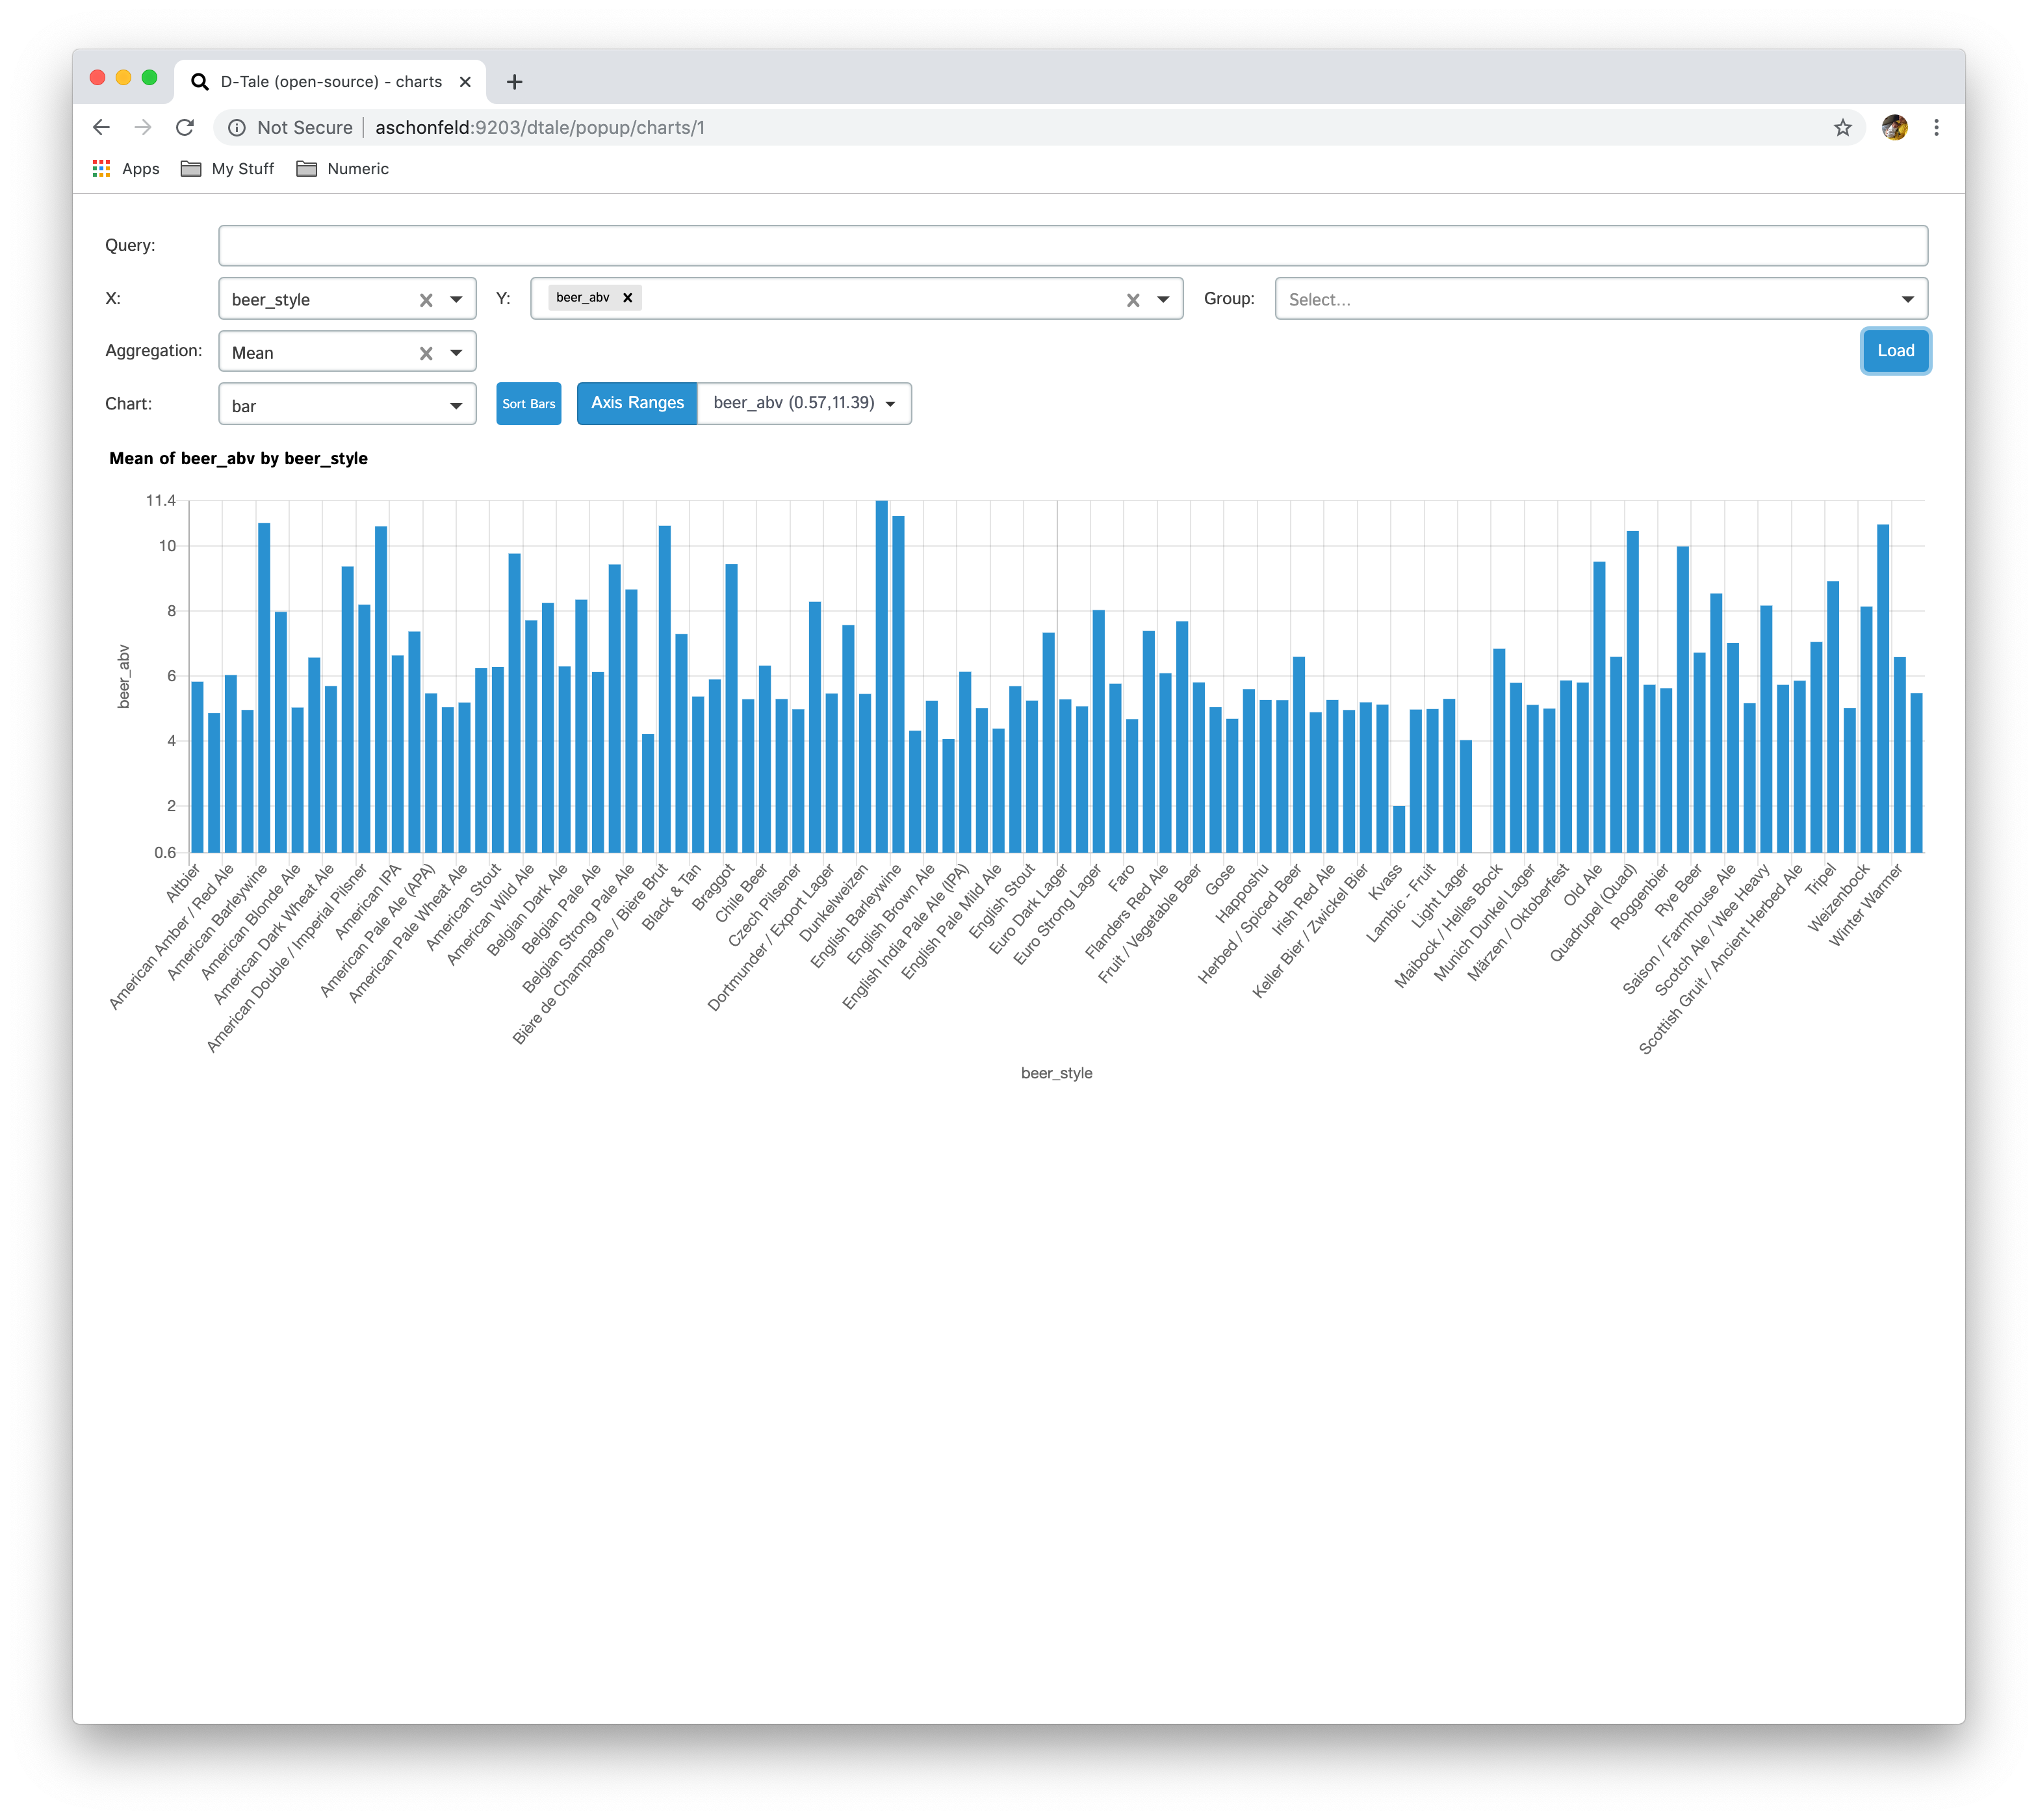 D-Tale (open-source) - charts
Not Secure | aschonfeld:9203/dtale/popup/charts/1
Apps My Stuff Numeric
Query:
X: beer_style Y: beer_abv Group: Select...
Aggregation: Mean Load
Chart: bar Sort Bars Axis Ranges beer_abv (0.57,11.39)
Mean of beer_abv by beer_style
11.4
10
8
6
4
2
0.6
beer_abv
Altbier
American Amber / Red Ale
American Barleywine
American Blonde Ale
American Dark Wheat Ale
American Double / Imperial Pilsner
American IPA
American Pale Ale (APA)
American Pale Wheat Ale
American Stout
American Wild Ale
Belgian Dark Ale
Belgian Pale Ale
Belgian Strong Pale Ale
Bière de Champagne / Bière Brut
Black & Tan
Braggot
Chile Beer
Czech Pilsener
Dortmunder / Export Lager
Dunkelweizen
English Barleywine
English Brown Ale
English India Pale Ale (IPA)
English Pale Mild Ale
English Stout
Euro Dark Lager
Euro Strong Lager
Faro
Flanders Red Ale
Fruit / Vegetable Beer
Gose
Happoshu
Herbed / Spiced Beer
Irish Red Ale
Keller Bier / Zwickel Bier
Kvass
Lambic - Fruit
Light Lager
Maibock / Helles Bock
Munich Dunkel Lager
Märzen / Oktoberfest
Old Ale
Quadrupel (Quad)
Roggenbier
Rye Beer
Saison / Farmhouse Ale
Scotch Ale / Wee Heavy
Scottish Gruit / Ancient Herbed Ale
Tripel
Weizenbock
Winter Warmer
beer_style